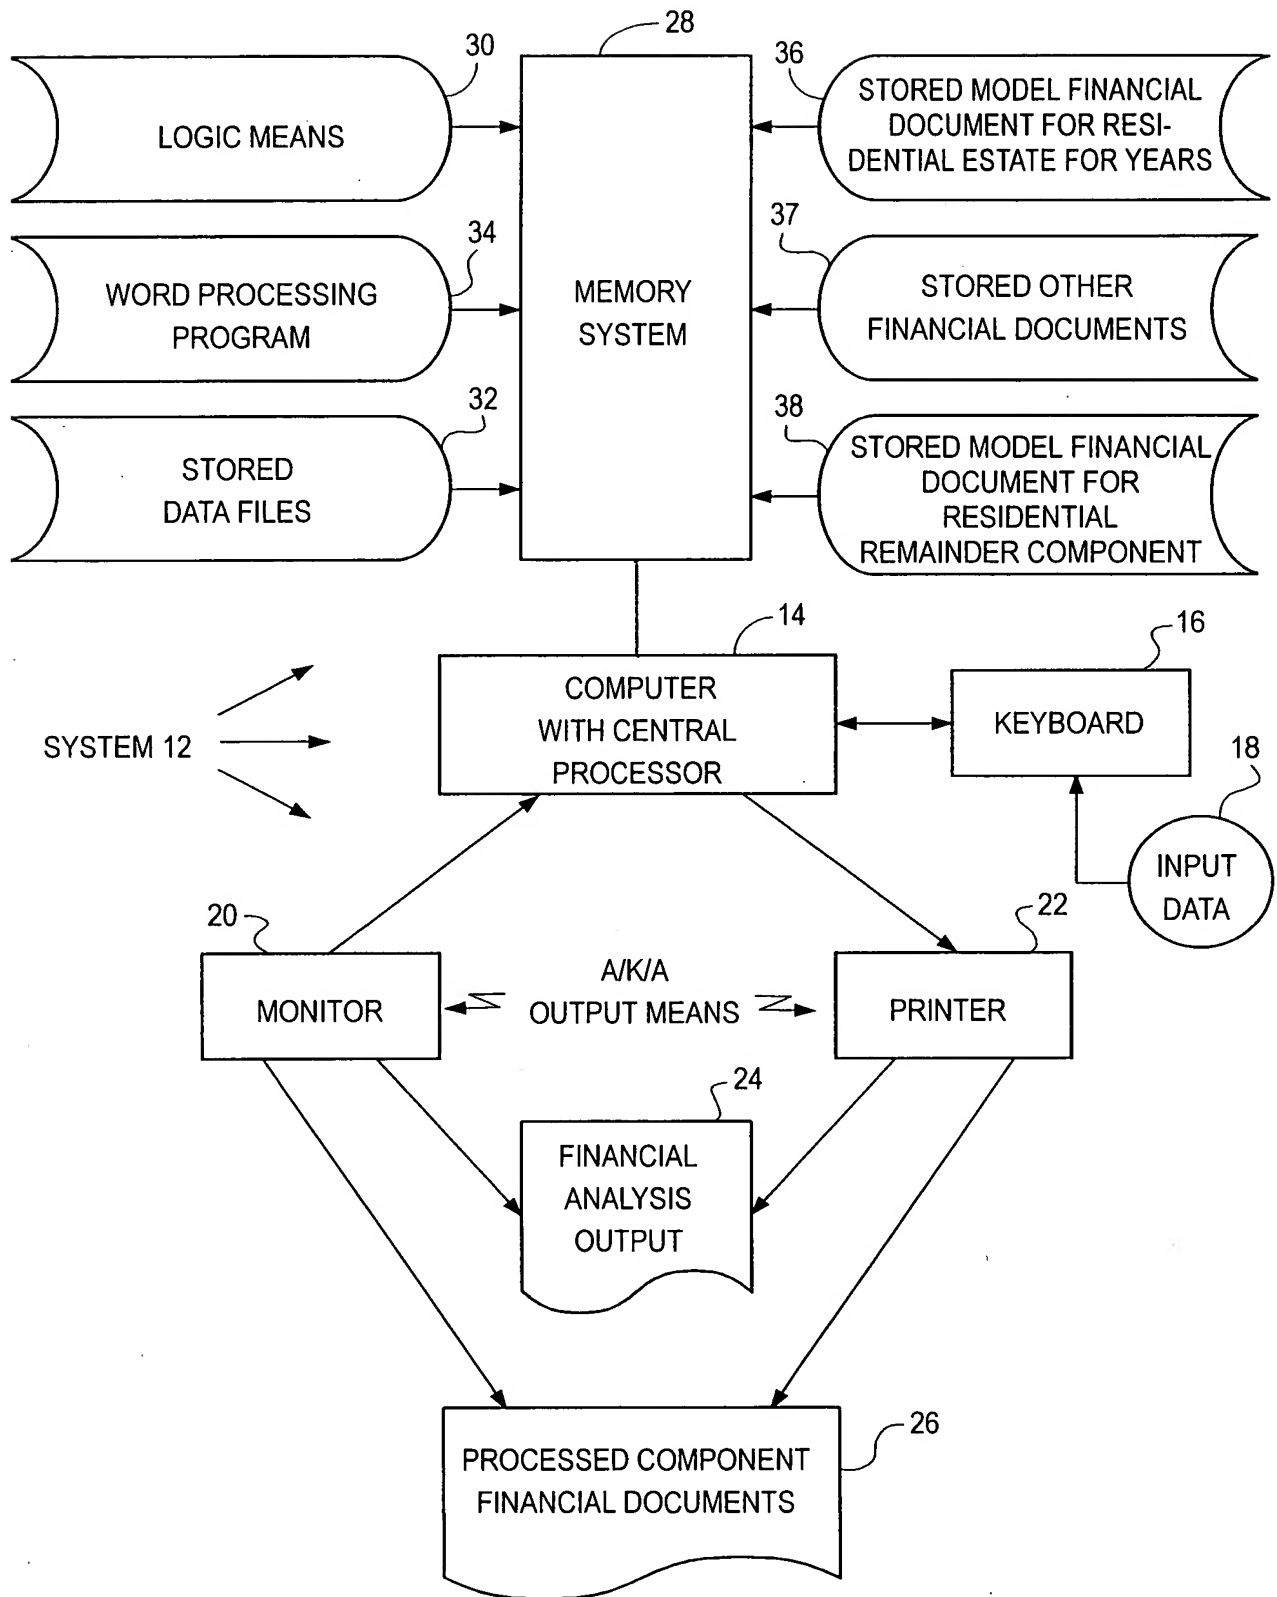 28
30
36
LOGIC MEANS
STORED MODEL FINANCIAL
DOCUMENT FOR RESI-
DENTIAL ESTATE FOR YEARS
34
37
WORD PROCESSING
PROGRAM
MEMORY
SYSTEM
STORED OTHER
FINANCIAL DOCUMENTS
32
38
STORED
DATA FILES
STORED MODEL FINANCIAL
DOCUMENT FOR
RESIDENTIAL
REMAINDER COMPONENT
14
16
SYSTEM 12
COMPUTER
WITH CENTRAL
PROCESSOR
KEYBOARD
18
INPUT
DATA
20
22
MONITOR
A/K/A
OUTPUT MEANS
PRINTER
24
FINANCIAL
ANALYSIS
OUTPUT
26
PROCESSED COMPONENT
FINANCIAL DOCUMENTS